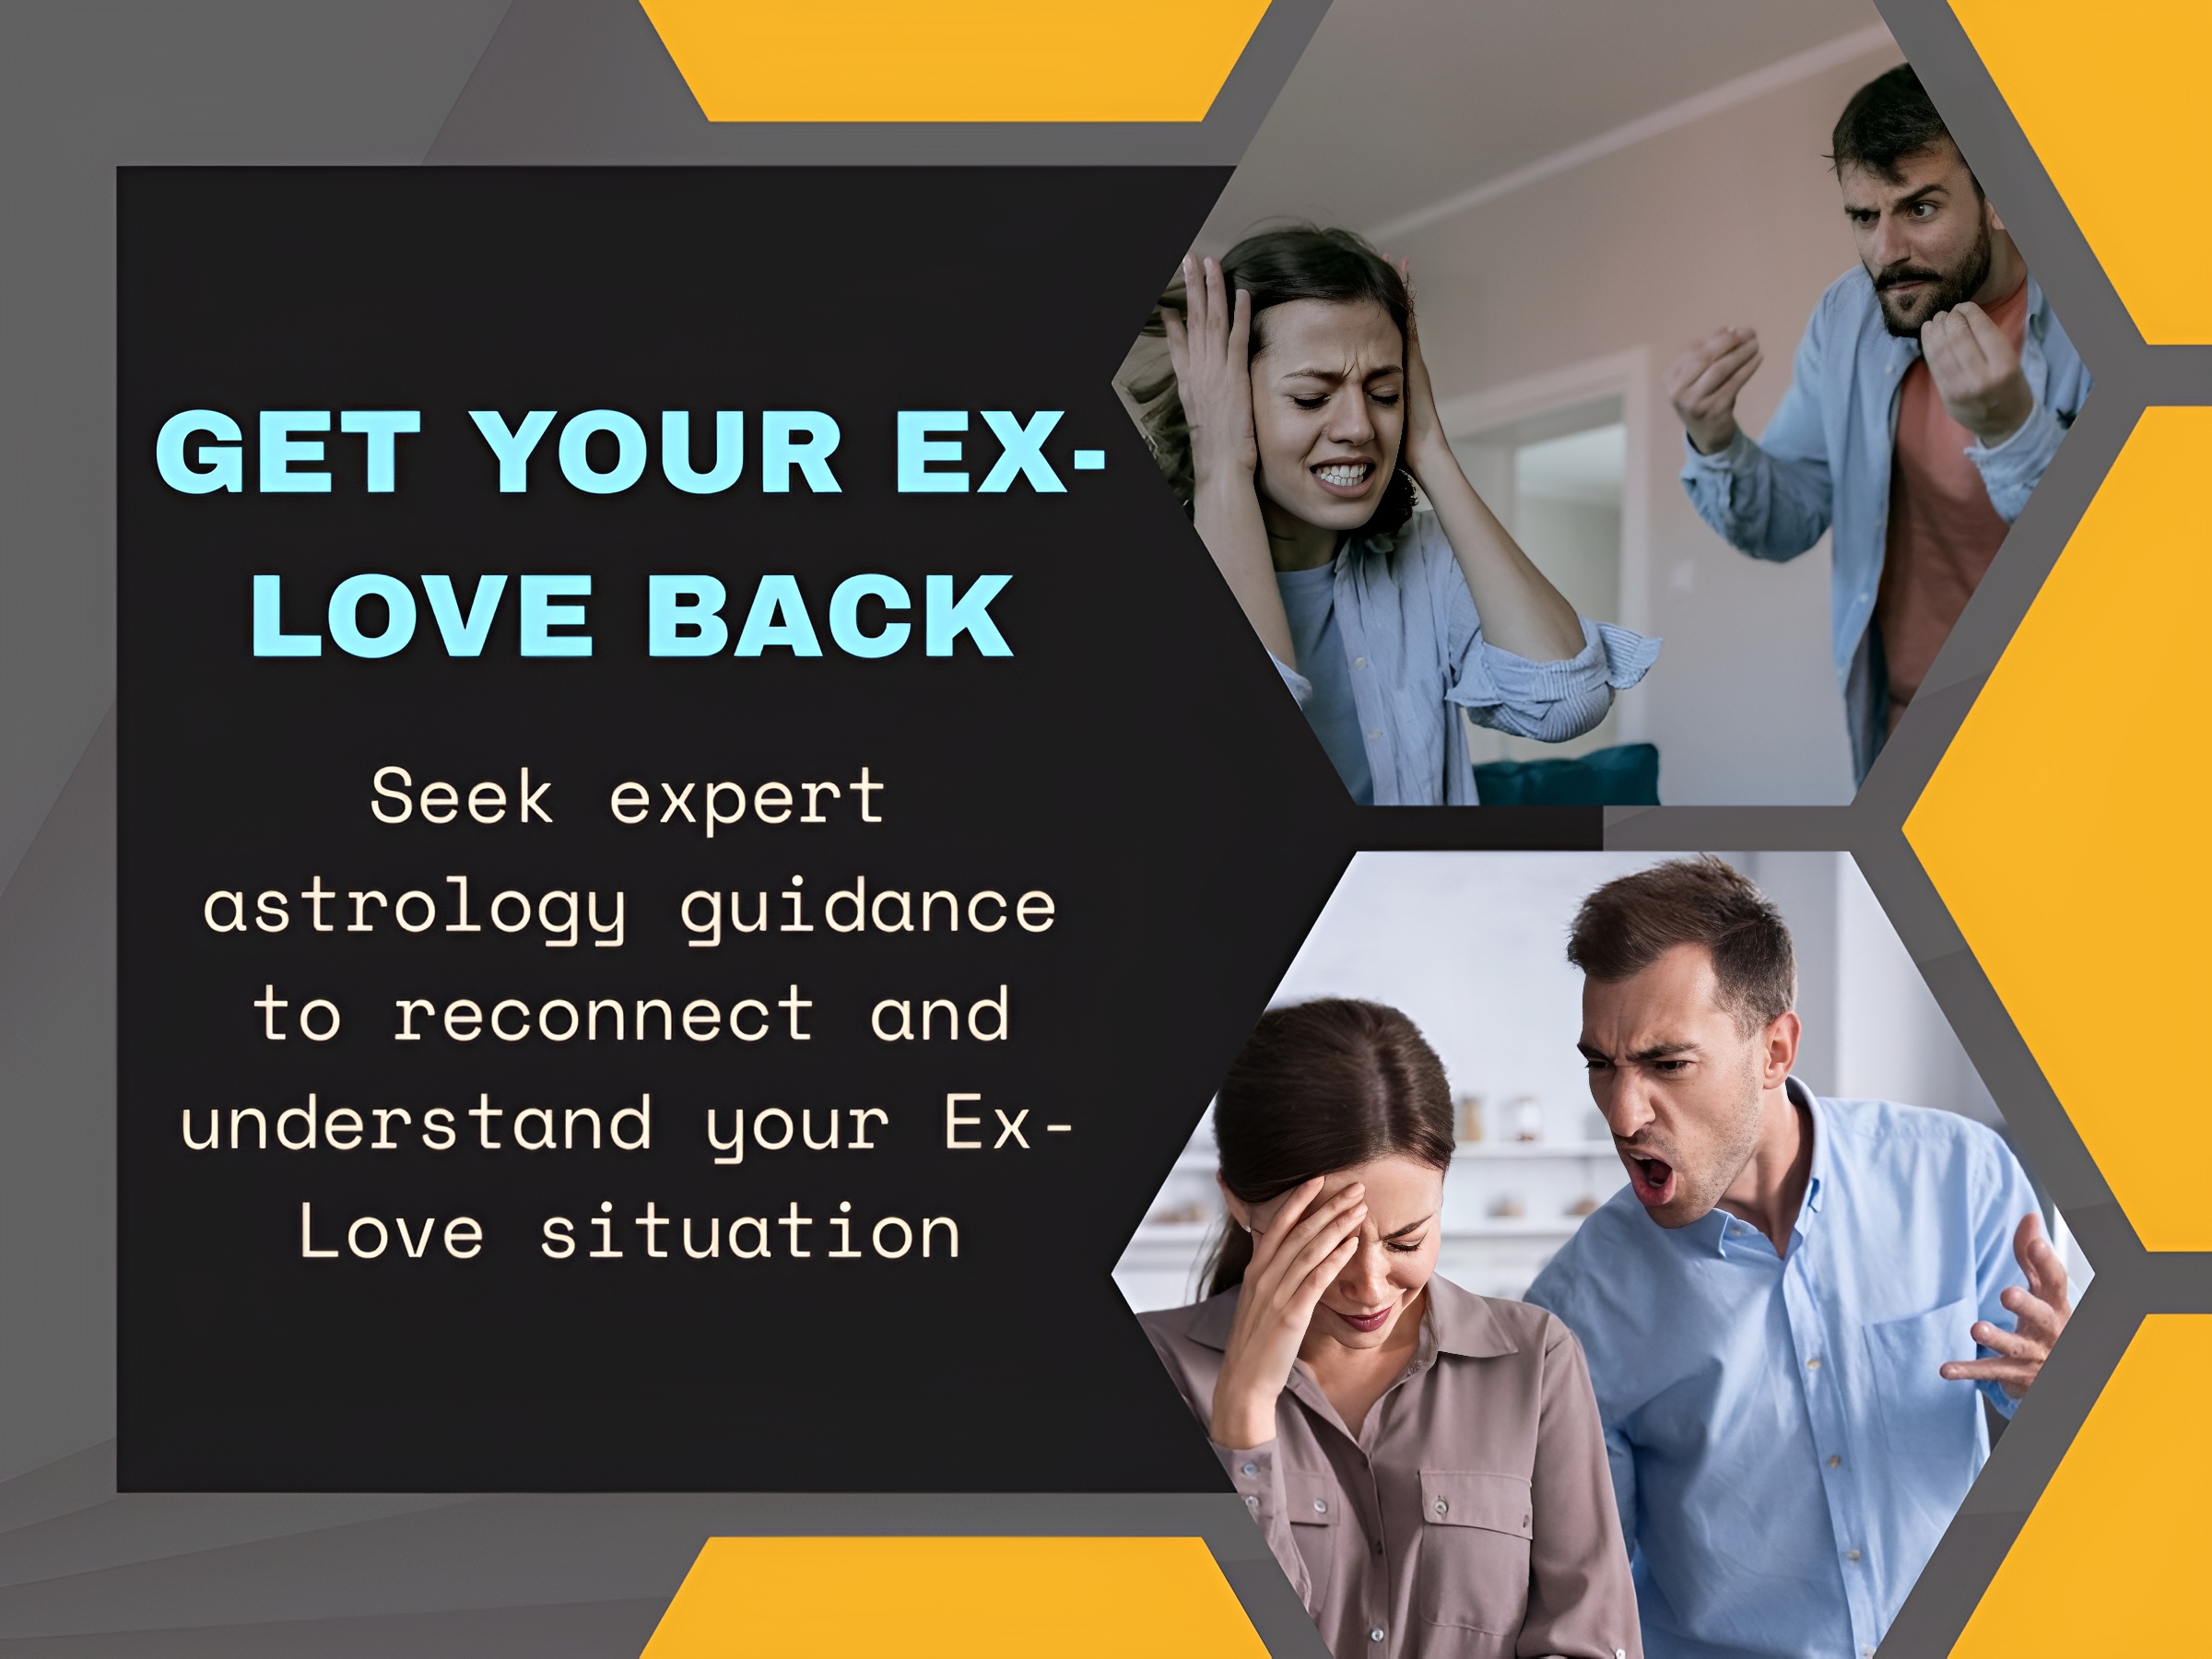 GET YOUR EX-
LOVE BACK
Seek expert
astrology guidance
to reconnect and
understand your Ex-
Love situation